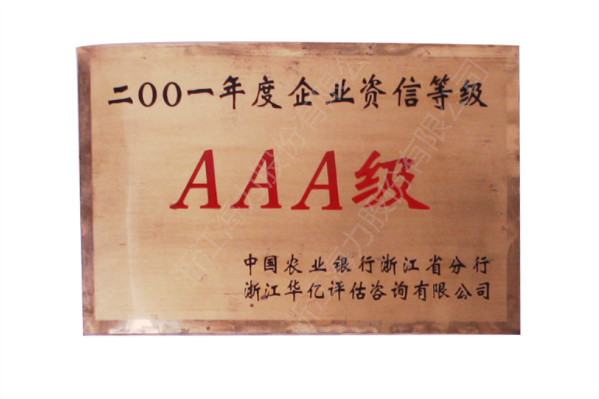 二〇〇一年度企业资信等级
AAA级
中国农业银行浙江省分行
浙江华亿评估咨询有限公司